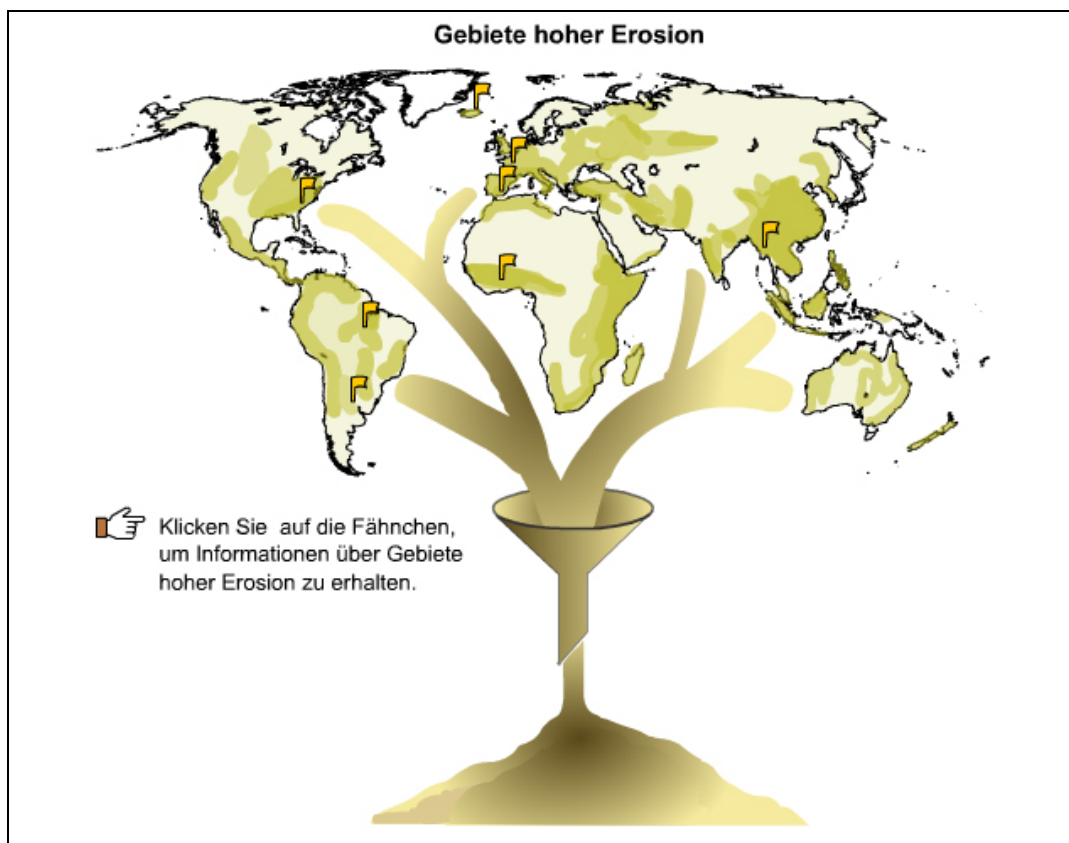 Gebiete hoher Erosion
Klicken Sie auf die Fähnchen,
um Informationen über Gebiete
hoher Erosion zu erhalten.